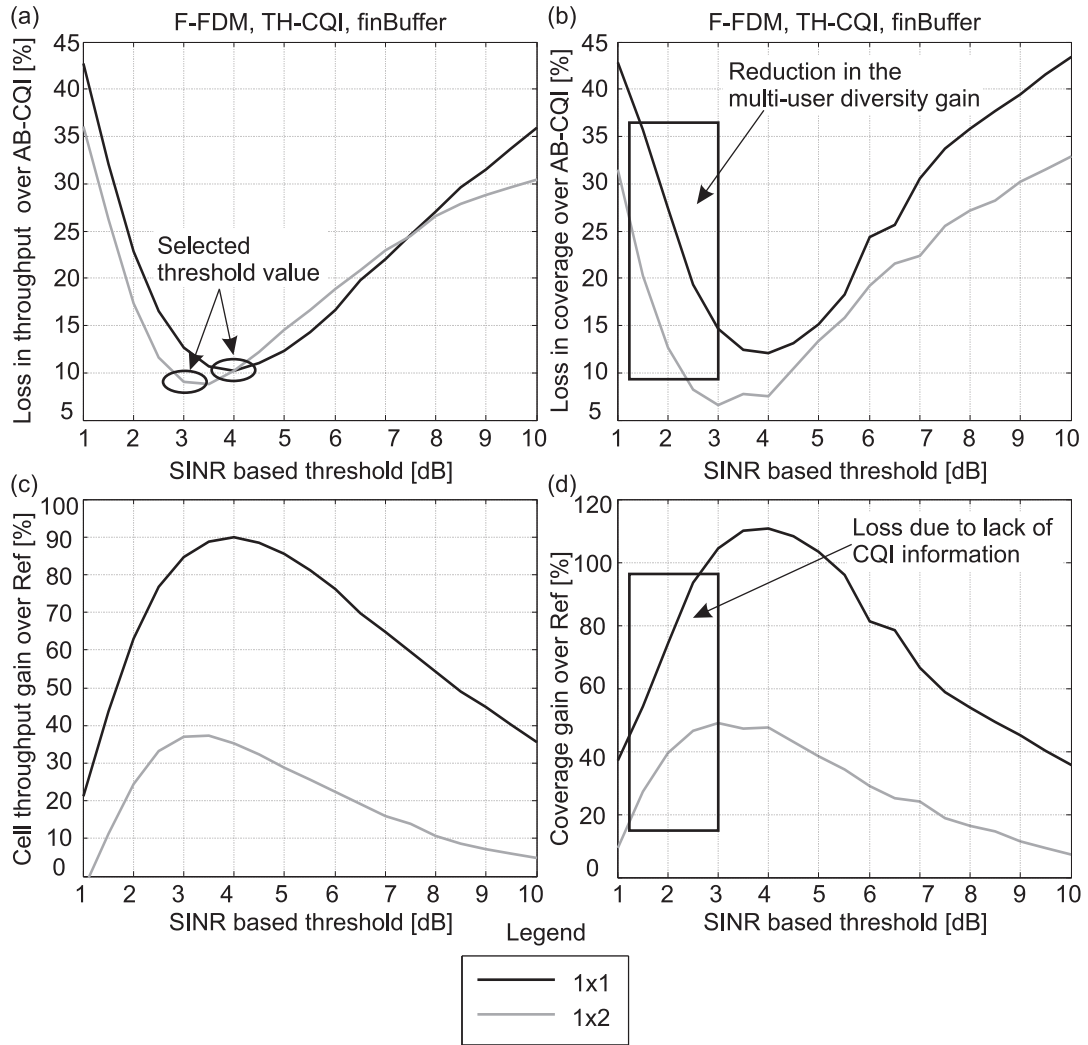 (a)
F-FDM, TH-CQI, finBuffer
Loss in throughput over AB-CQI [%]
45
40
35
30
25
20
15
10
5
Selected
threshold value
1 2 3 4 5 6 7 8 9 10
SINR based threshold [dB]
(b)
F-FDM, TH-CQI, finBuffer
Loss in coverage over AB-CQI [%]
45
40
35
30
25
20
15
10
5
Reduction in the
multi-user diversity gain
1 2 3 4 5 6 7 8 9 10
SINR based threshold [dB]
(c)
Cell throughput gain over Ref [%]
100
90
80
70
60
50
40
30
20
10
0
1 2 3 4 5 6 7 8 9 10
SINR based threshold [dB]
(d)
Coverage gain over Ref [%]
120
100
80
60
40
20
0
Loss due to lack of
CQI information
1 2 3 4 5 6 7 8 9 10
SINR based threshold [dB]
Legend
1x1
1x2